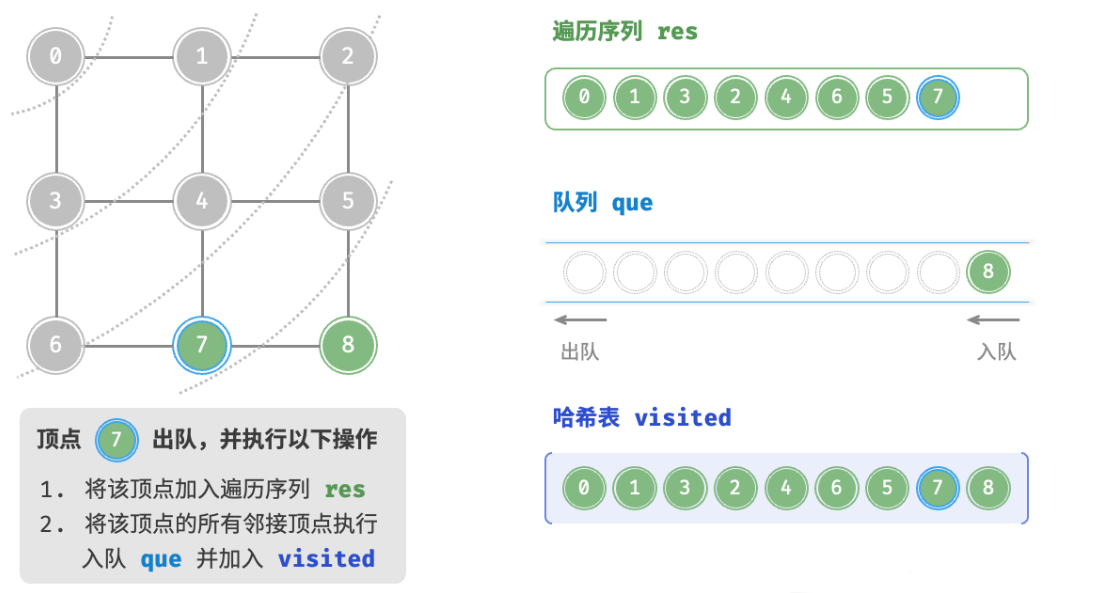 0 1 2
3 4 5
6 7 8
顶点 7 出队，并执行以下操作
1. 将该顶点加入遍历序列 res
2. 将该顶点的所有邻接顶点执行
入队 que 并加入 visited
遍历序列 res
0 1 3 2 4 6 5 7
队列 que
8
出队 入队
哈希表 visited
0 1 3 2 4 6 5 7 8